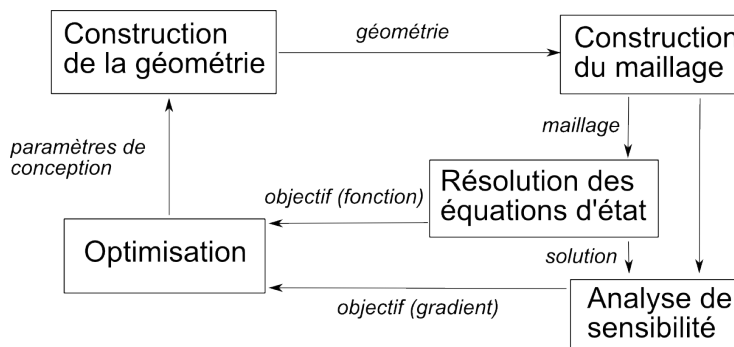 Construction
de la géométrie
géométrie
Construction
du maillage
maillage
paramètres de
conception
Résolution des
équations d'état
objectif (fonction)
Optimisation
solution
objectif (gradient)
Analyse de
sensibilité